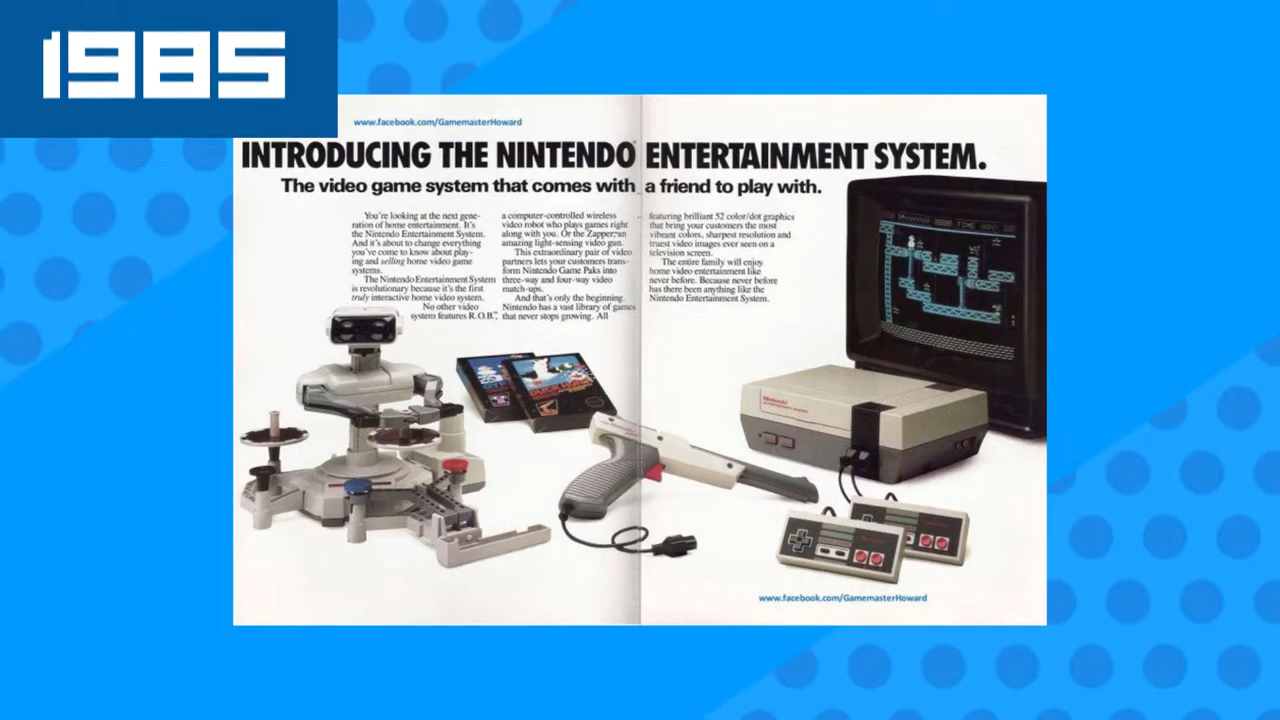 1985
www.facebook.com/GamemasterHoward
INTRODUCING THE NINTENDO ENTERTAINMENT SYSTEM.
The video game system that comes with a friend to play with.
You're looking at the next gene-
ration of home entertainment. It's
the Nintendo Entertainment System.
And it's about to change everything
you've come to know about play-
ing and selling home video game
systems.
The Nintendo Entertainment System
is revolutionary because it's the first
truly interactive home video system.
No other video
system features R.O.B.™,
a computer-controlled wireless
video robot who plays games right
along with you. Or the Zapper,™an
amazing light-sensing video gun.
This extraordinary pair of video
partners lets your customers trans-
form Nintendo Game Paks into
three-way and four-way video
match-ups.
And that's only the beginning.
Nintendo has a vast library of games
that never stops growing. All
featuring brilliant 52 color/dot graphics
that bring your customers the most
vibrant colors, sharpest resolution and
truest video images ever seen on a
television screen.
The entire family will enjoy
home video entertainment like
never before. Because never before
has there been anything like the
Nintendo Entertainment System.
TIME 800
DUCK HUNT
Nintendo
ENTERTAINMENT SYSTEM
www.facebook.com/GamemasterHoward